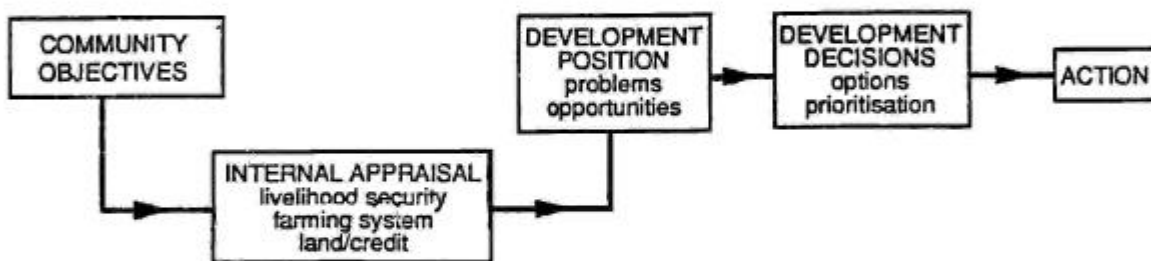 COMMUNITY
OBJECTIVES
INTERNAL APPRAISAL
livelihood security
farming system
land/credit
DEVELOPMENT
POSITION
problems
opportunities
DEVELOPMENT
DECISIONS
options
prioritisation
ACTION